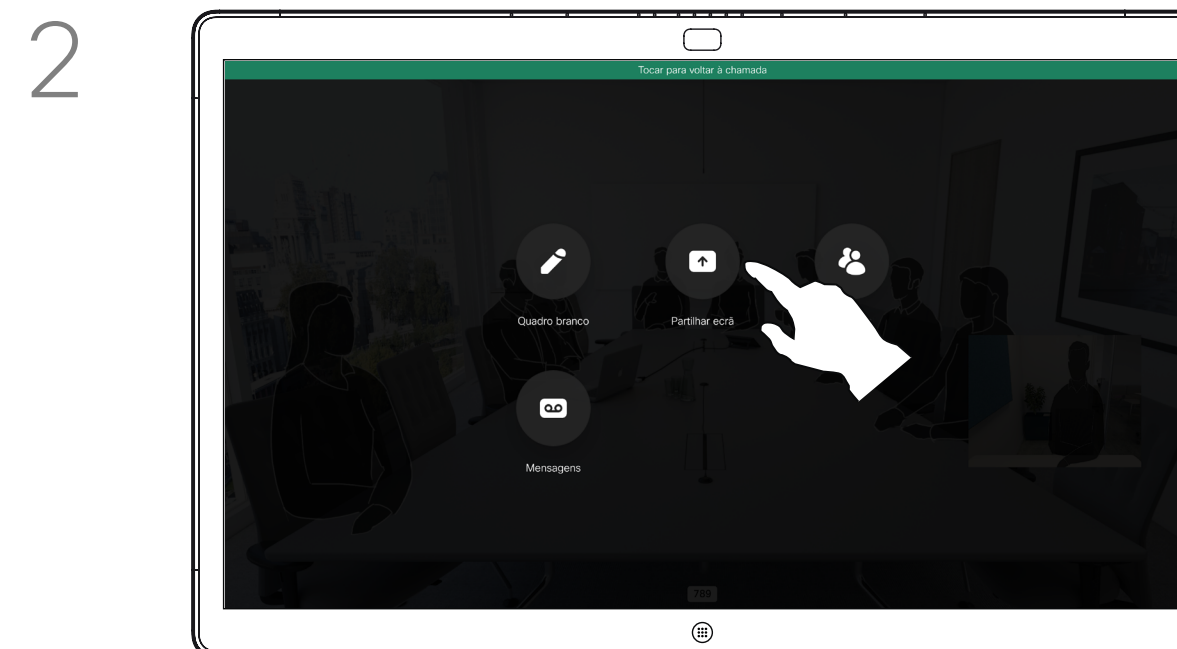 2
Tocar para voltar à chamada
Quadro branco
Partilhar ecrã
Mensagens
789